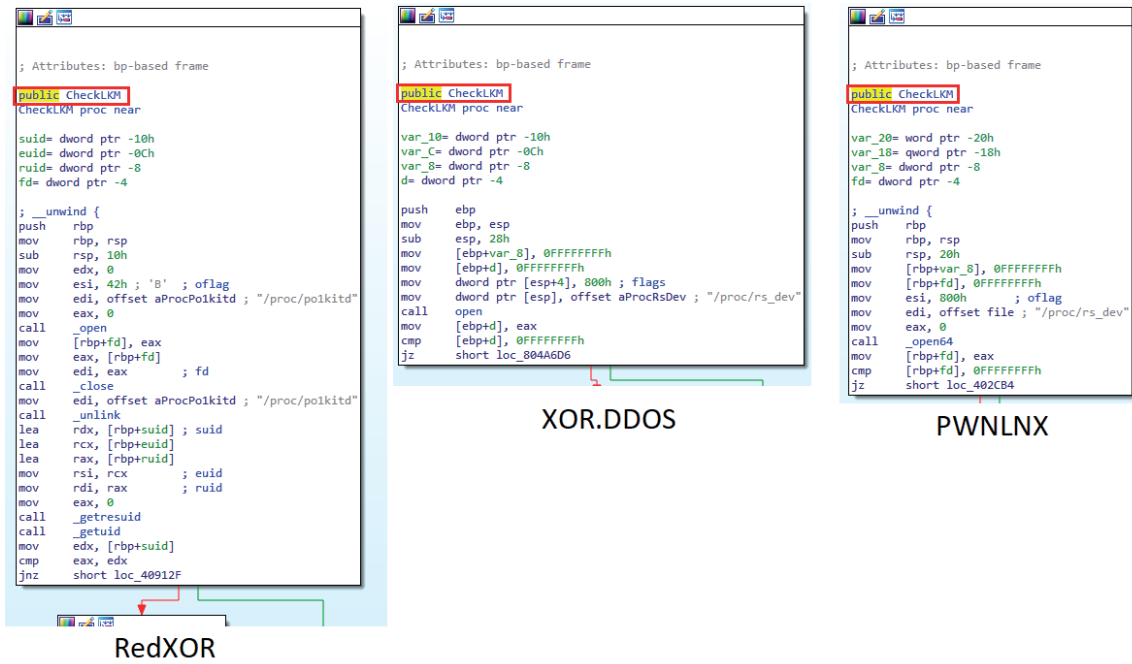 ; Attributes: bp-based frame
public CheckLKM
CheckLKM proc near
suid= dword ptr -10h
euid= dword ptr -0Ch
ruid= dword ptr -8
fd= dword ptr -4
; __unwind {
push rbp
mov rbp, rsp
sub rsp, 10h
mov edx, 0
mov esi, 42h ; 'B' ; oflag
mov edi, offset aProcPo1kitd ; "/proc/po1kitd"
mov eax, 0
call _open
mov [rbp+fd], eax
mov eax, [rbp+fd]
mov edi, eax ; fd
call _close
mov edi, offset aProcPo1kitd ; "/proc/po1kitd"
call _unlink
lea rdx, [rbp+suid] ; suid
lea rcx, [rbp+euid]
lea rax, [rbp+ruid]
mov rsi, rcx ; euid
mov rdi, rax ; ruid
mov eax, 0
call _getresuid
call _getuid
mov edx, [rbp+suid]
cmp eax, edx
jnz short loc_40912F
RedXOR
; Attributes: bp-based frame
public CheckLKM
CheckLKM proc near
var_10= dword ptr -10h
var_C= dword ptr -0Ch
var_8= dword ptr -8
d= dword ptr -4
push ebp
mov ebp, esp
sub esp, 28h
mov [ebp+var_8], 0FFFFFFFFh
mov [ebp+d], 0FFFFFFFFh
mov dword ptr [esp+4], 800h ; flags
mov dword ptr [esp], offset aProcRsDev ; "/proc/rs_dev"
call open
mov [ebp+d], eax
cmp [ebp+d], 0FFFFFFFFh
jz short loc_804A6D6
XOR.DDOS
; Attributes: bp-based frame
public CheckLKM
CheckLKM proc near
var_20= word ptr -20h
var_18= qword ptr -18h
var_8= dword ptr -8
fd= dword ptr -4
; __unwind {
push rbp
mov rbp, rsp
sub rsp, 20h
mov [rbp+var_8], 0FFFFFFFFh
mov [rbp+fd], 0FFFFFFFFh
mov esi, 800h ; oflag
mov edi, offset file ; "/proc/rs_dev"
mov eax, 0
call _open64
mov [rbp+fd], eax
cmp [rbp+fd], 0FFFFFFFFh
jz short loc_402CB4
PWNLNX